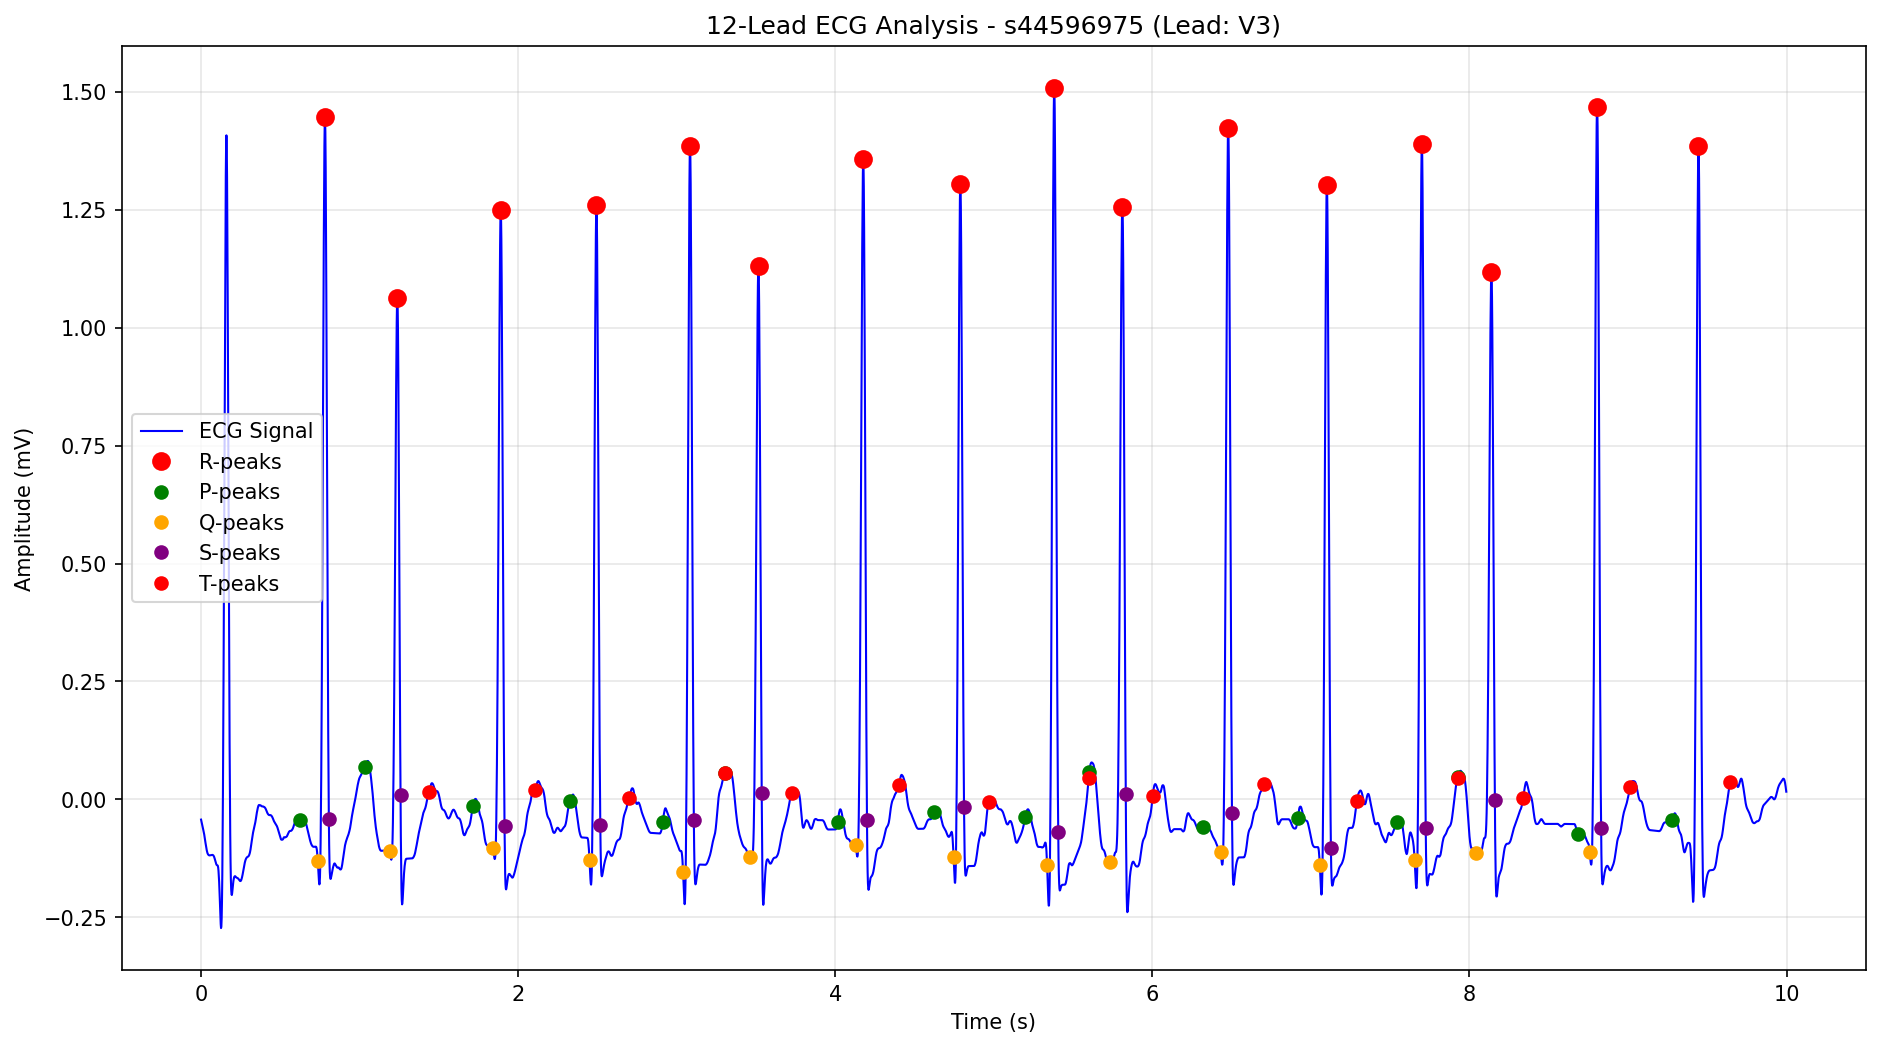 12-Lead ECG Analysis - s44596975 (Lead: V3)
1.50
1.25
1.00
0.75
0.50
0.25
0.00
−0.25
Amplitude (mV)
ECG Signal
R-peaks
P-peaks
Q-peaks
S-peaks
T-peaks
0 2 4 6 8 10
Time (s)